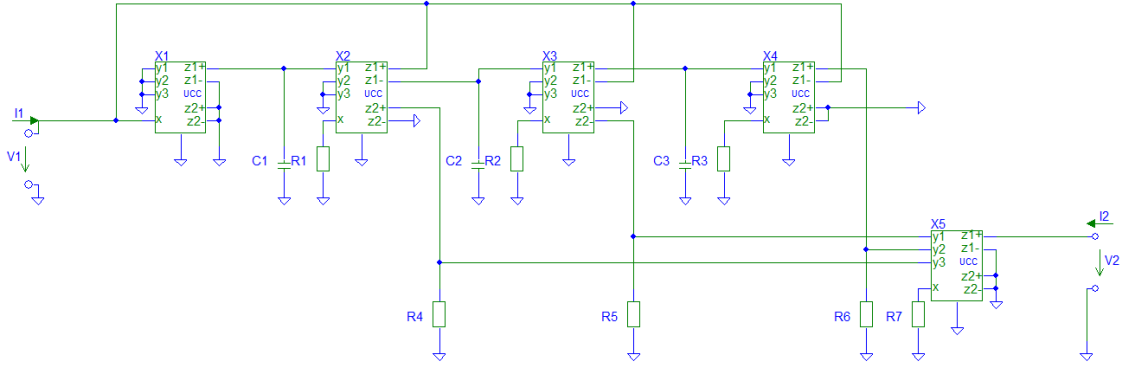 X1 X2 X3 X4
y1 z1+ y1 z1+ y1 z1+ y1 z1+
y2 z1- y2 z1- y2 z1- y2 z1-
y3 UCC y3 UCC y3 UCC y3 UCC
z2+ z2+ z2+ z2+
I1 x z2- x z2- x z2- x z2-
V1 C1 R1 C2 R2 C3 R3
I2
X5
y1 z1+
y2 z1-
y3 UCC V2
z2+
x z2-
R4 R5 R6 R7